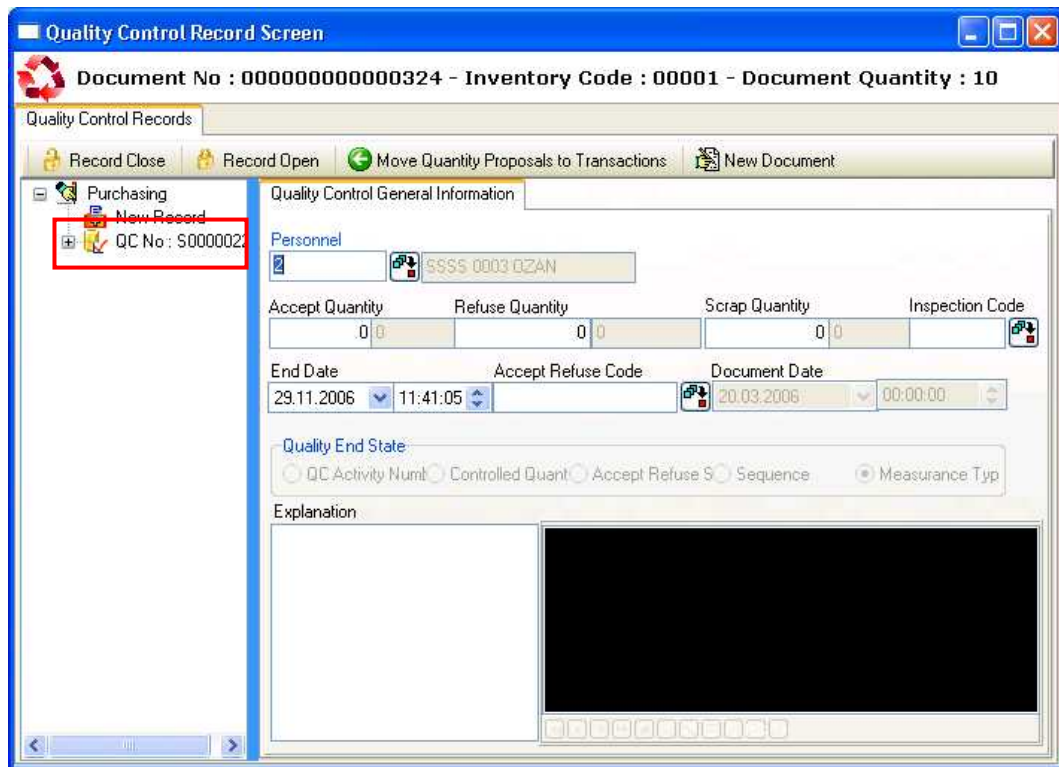 Quality Control Record Screen
Document No : 000000000000324 - Inventory Code : 00001 - Document Quantity : 10
Quality Control Records
Record Close Record Open Move Quantity Proposals to Transactions New Document
Purchasing
New Record
QC No : S0000022
Quality Control General Information
Personnel
2 SSSS 0003 OZAN
Accept Quantity Refuse Quantity Scrap Quantity Inspection Code
0 0 0 0 0 0
End Date Accept Refuse Code Document Date
29.11.2006 11:41:05 20.03.2006 00:00:00
Quality End State
QC Activity Numb Controlled Quant Accept Refuse S Sequence Measurance Typ
Explanation